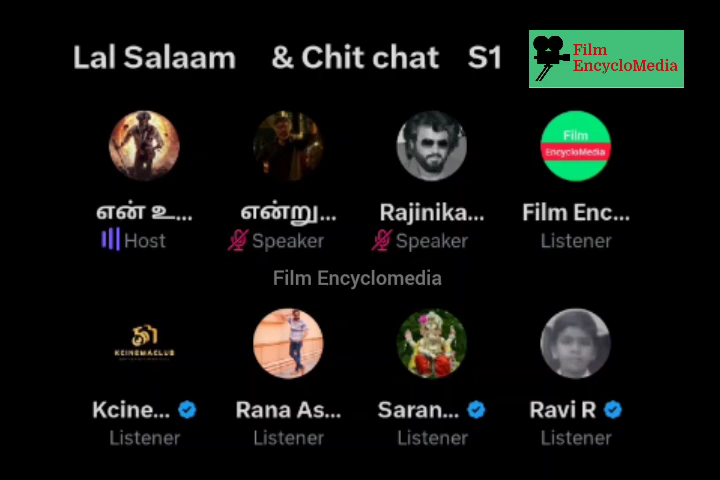 Lal Salaam & Chit chat S1
Film
EncycloMedia
Film
EncycloMedia
என் உ... என்று... Rajinika... Film Enc...
Host Speaker Speaker Listener
Film Encyclomedia
KCINEMACLUB
Kcine... Rana As... Saran... Ravi R
Listener Listener Listener Listener